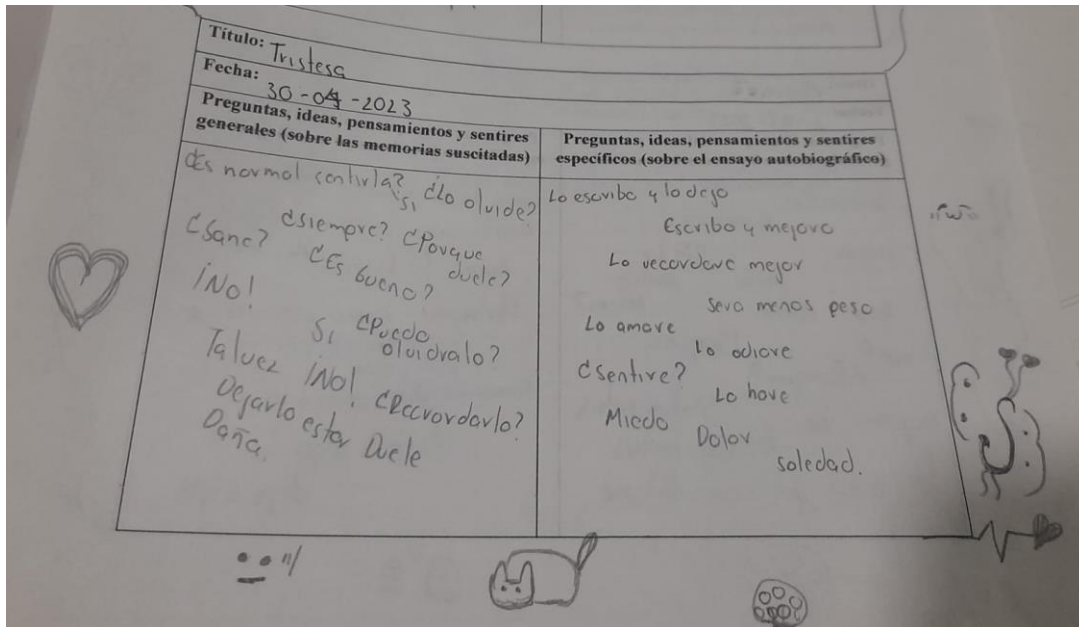 Título: Tristesa
Fecha: 30-04-2023
Preguntas, ideas, pensamientos y sentires
generales (sobre las memorias suscitadas)
¿Es normal sentirla? Si ¿Lo olvide?
¿Sane? ¿Siempre? ¿Porque
duele?
¿Es bueno?
¡No!
Si ¿Puedo
olvidralo?
Talvez ¡No! ¿Recrordarlo?
Dejarlo estar Duele
Daña.
Preguntas, ideas, pensamientos y sentires
específicos (sobre el ensayo autobiográfico)
Lo escribo y lo dejo
Escribo y mejoro
Lo recordare mejor
Sera menos peso
Lo amare
Lo odiare
¿Sentire?
Lo hare
Miedo
Dolor
soledad.